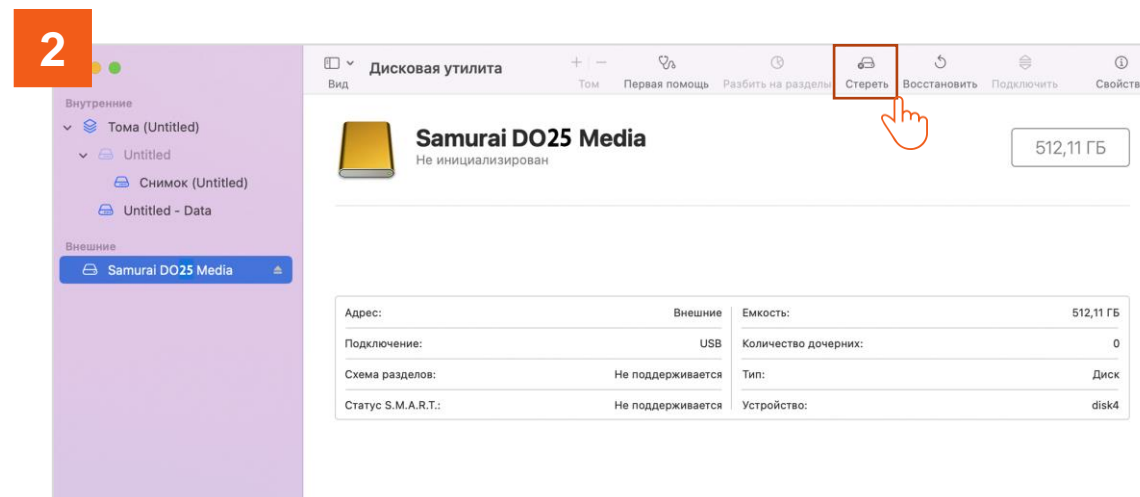 2
Дисковая утилита
Вид
Том
Первая помощь
Разбить на разделы
Стереть
Восстановить
Подключить
Свойств
Внутренние
Тома (Untitled)
Untitled
Снимок (Untitled)
Untitled - Data
Внешние
Samurai DO25 Media
Samurai DO25 Media
Не инициализирован
512,11 ГБ
Адрес: Внешние
Подключение: USB
Схема разделов: Не поддерживается
Статус S.M.A.R.T.: Не поддерживается
Емкость: 512,11 ГБ
Количество дочерних: 0
Тип: Диск
Устройство: disk4